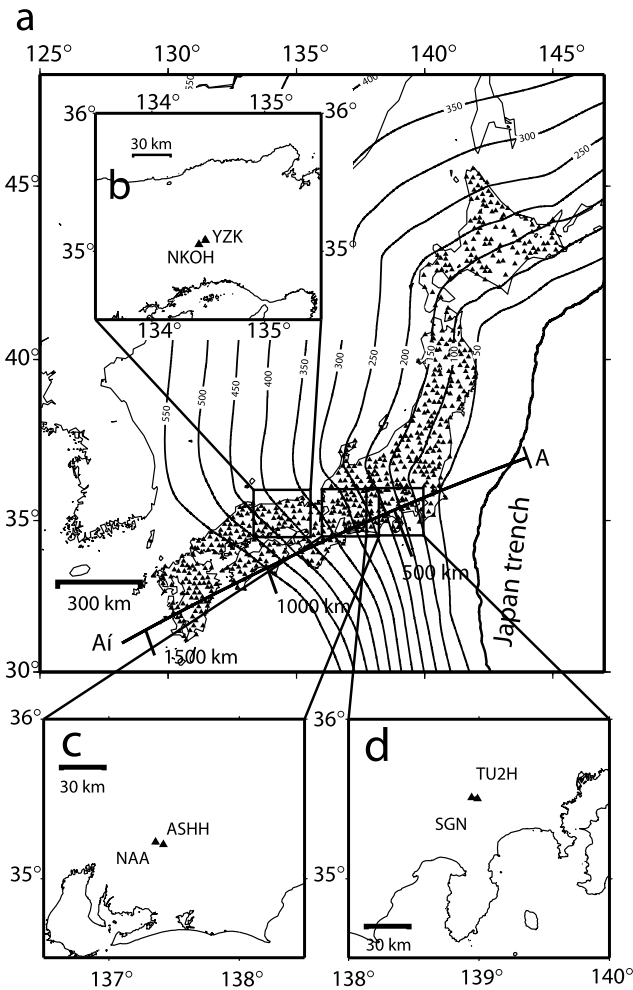 a
125° 130° 135° 140° 145°
550
400
134° 135°
36° 36°
350
30 km
300
b
250
45°
YZK
35° 35°
NKOH
134° 135°
40°
550 500 450 400 350 300 250 200 150 100 50
A
35°
500 km
300 km
1000 km
Japan trench
Aí
1500 km
30°
36° 36°
c
d
30 km
TU2H
ASHH
SGN
NAA
35° 35°
30 km
137° 138° 138° 139° 140°